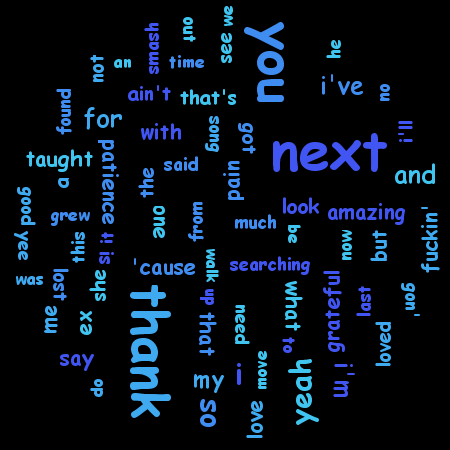 we
see
out
smash
you
he
not
an
time
i've
no
found
ain't
that's
for
with
song
got
i'll
taught
patience
said
next
a
the
pain
and
good
grew
one
from
look
amazing
yee
this
it
much
be
now
but
fuckin'
is
'cause
walk
searching
was
lost
she
me
ex
thank
up
that
need
what
grateful
last
gon'
to
loved
say
i
move
yeah
i'm
do
my
so
love